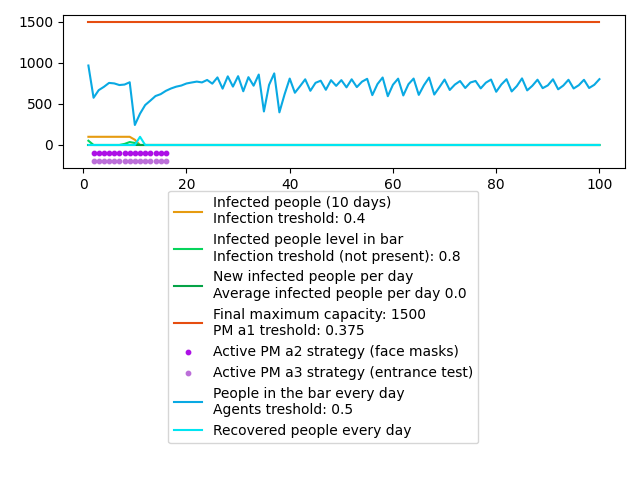 1500
1000
500
0
0 20 40 60 80 100
Infected people (10 days)
Infection treshold: 0.4
Infected people level in bar
Infection treshold (not present): 0.8
New infected people per day
Average infected people per day 0.0
Final maximum capacity: 1500
PM a1 treshold: 0.375
Active PM a2 strategy (face masks)
Active PM a3 strategy (entrance test)
People in the bar every day
Agents treshold: 0.5
Recovered people every day